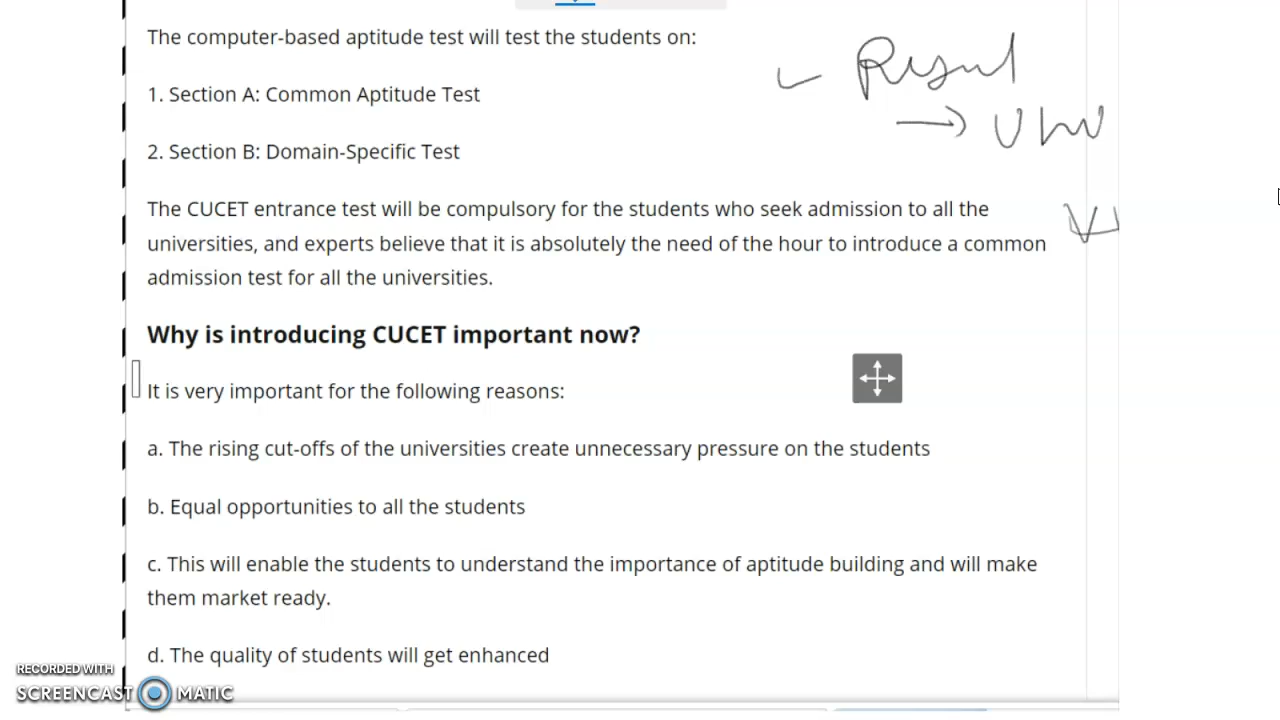 The computer-based aptitude test will test the students on:
Resul
1. Section A: Common Aptitude Test
2. Section B: Domain-Specific Test
The CUCET entrance test will be compulsory for the students who seek admission to all the
universities, and experts believe that it is absolutely the need of the hour to introduce a common
admission test for all the universities.
Why is introducing CUCET important now?
It is very important for the following reasons:
a. The rising cut-offs of the universities create unnecessary pressure on the students
b. Equal opportunities to all the students
c. This will enable the students to understand the importance of aptitude building and will make
them market ready.
d. The quality of students will get enhanced
RECORDED WITH
SCREENCAST MATIC